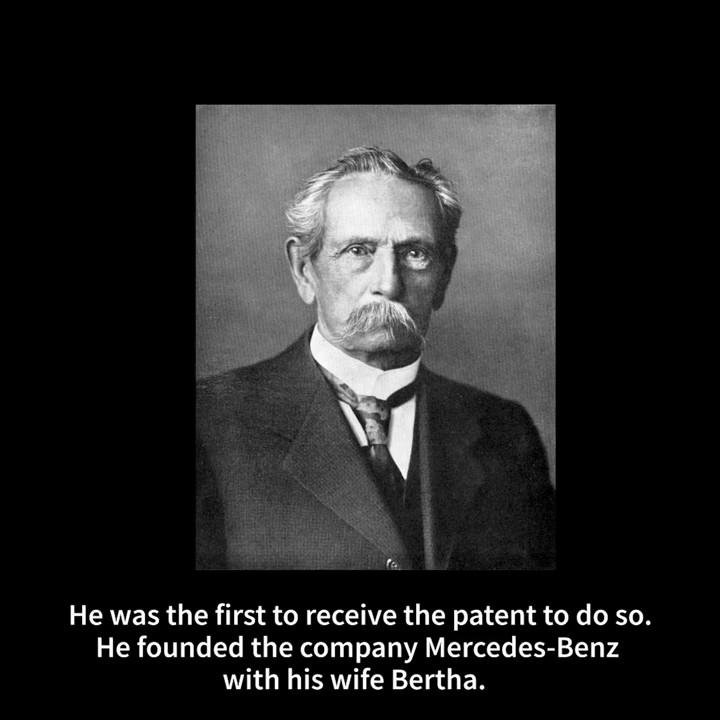 He was the first to receive the patent to do so.
He founded the company Mercedes-Benz
with his wife Bertha.